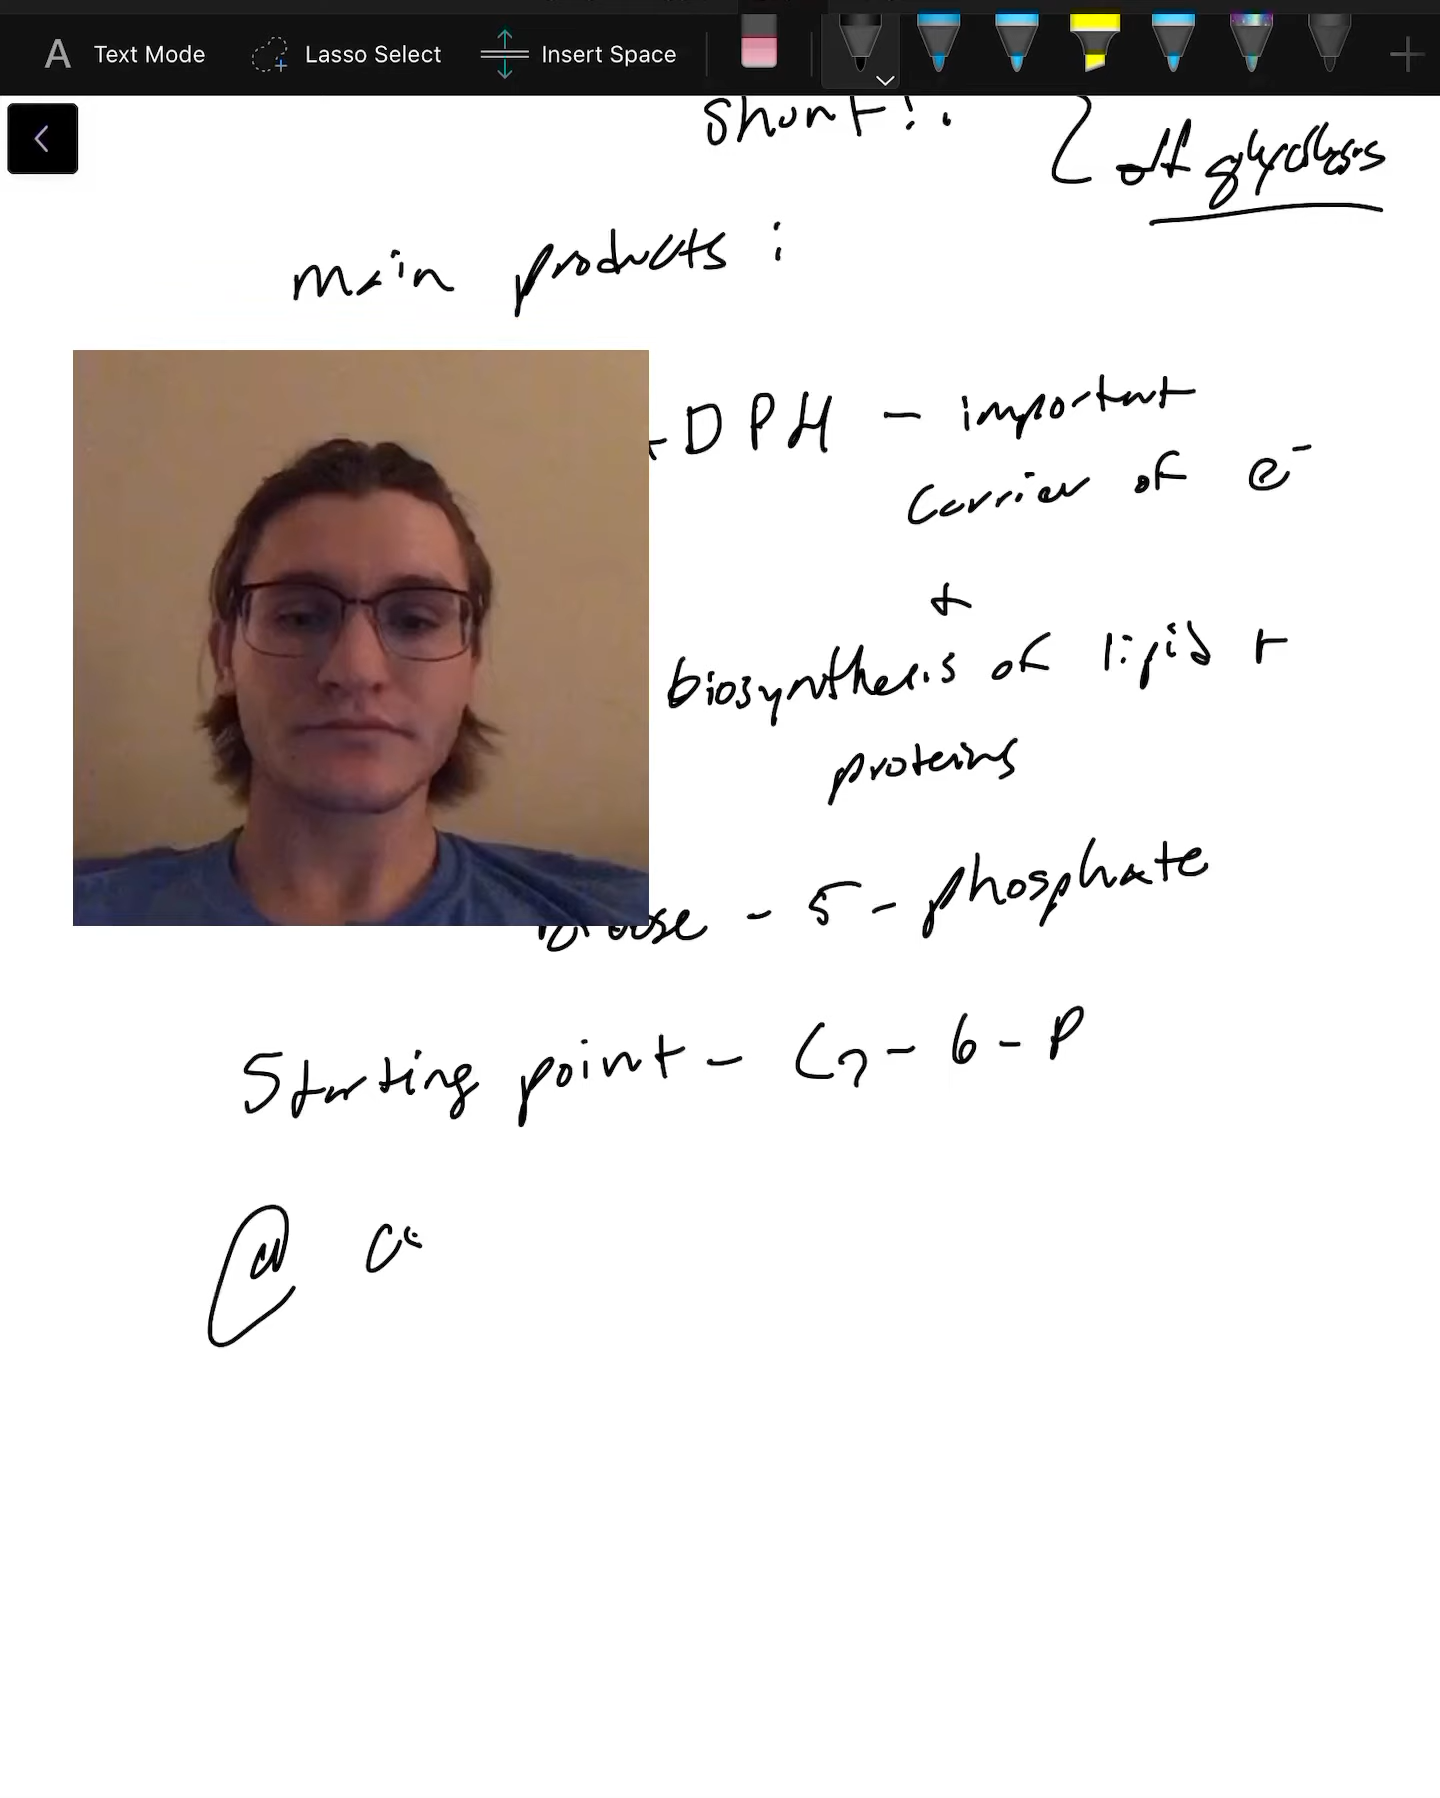 A Text Mode Lasso Select Insert Space
shunt!.
off glycolysis
main products :
DPH - important
carrier of e⁻
+
biosynthesis of lipid +
proteins
ose - 5 - phosphate
Starting point - G - 6 - P
@